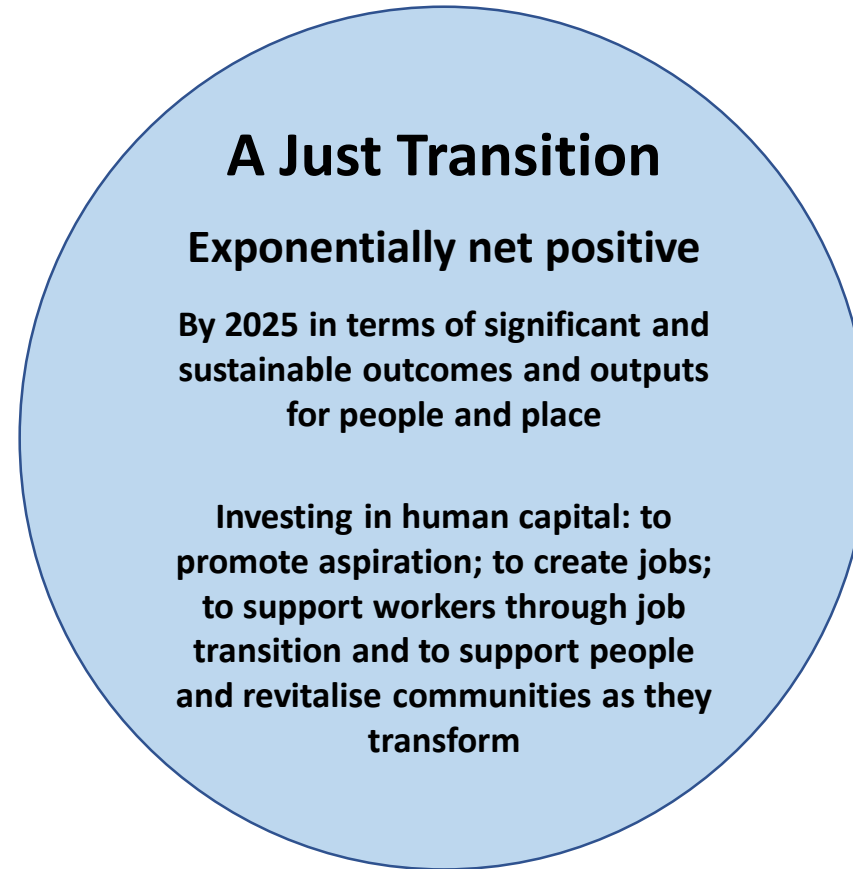 A Just Transition
Exponentially net positive
By 2025 in terms of significant and
sustainable outcomes and outputs
for people and place
Investing in human capital: to
promote aspiration; to create jobs;
to support workers through job
transition and to support people
and revitalise communities as they
transform